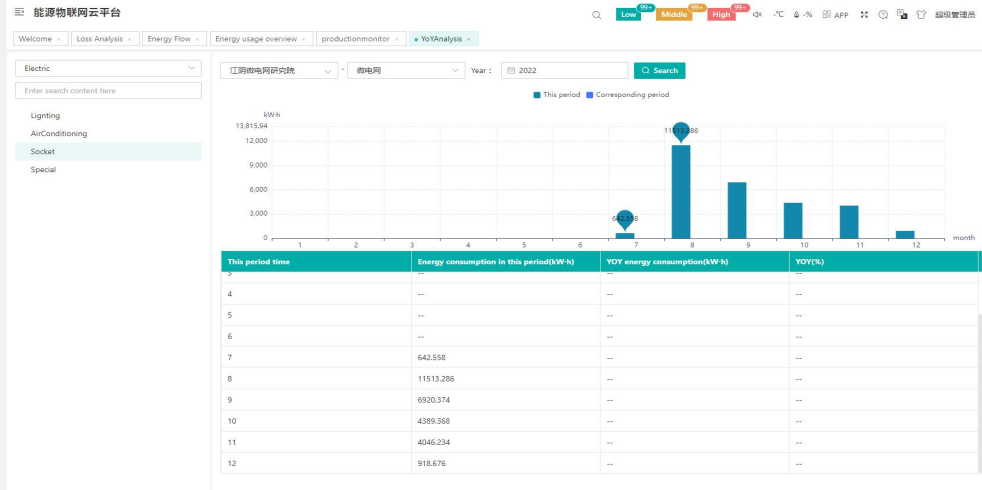 能源物联网云平台
Low 99+ Middle 99+ High 99+ -℃ -% APP 超级管理员
Welcome × Loss Analysis × Energy Flow × Energy usage overview × productionmonitor × YoYAnalysis ×
Electric
Enter search content here
Lignting
AirConditioning
Socket
Special
江阴微电网研究院 - 微电网 Year : 2022 Search
This period Corresponding period
kW·h
13,815.94
12,000
9,000
6,000
3,000
0
11513.286
642.558
1 2 3 4 5 6 7 8 9 10 11 12 month
This period time Energy consumption in this period(kW·h) YOY energy consumption(kW·h) YOY(%)
3 -- -- --
4 -- -- --
5 -- -- --
6 -- -- --
7 642.558 -- --
8 11513.286 -- --
9 6920.374 -- --
10 4389.368 -- --
11 4046.234 -- --
12 918.676 -- --